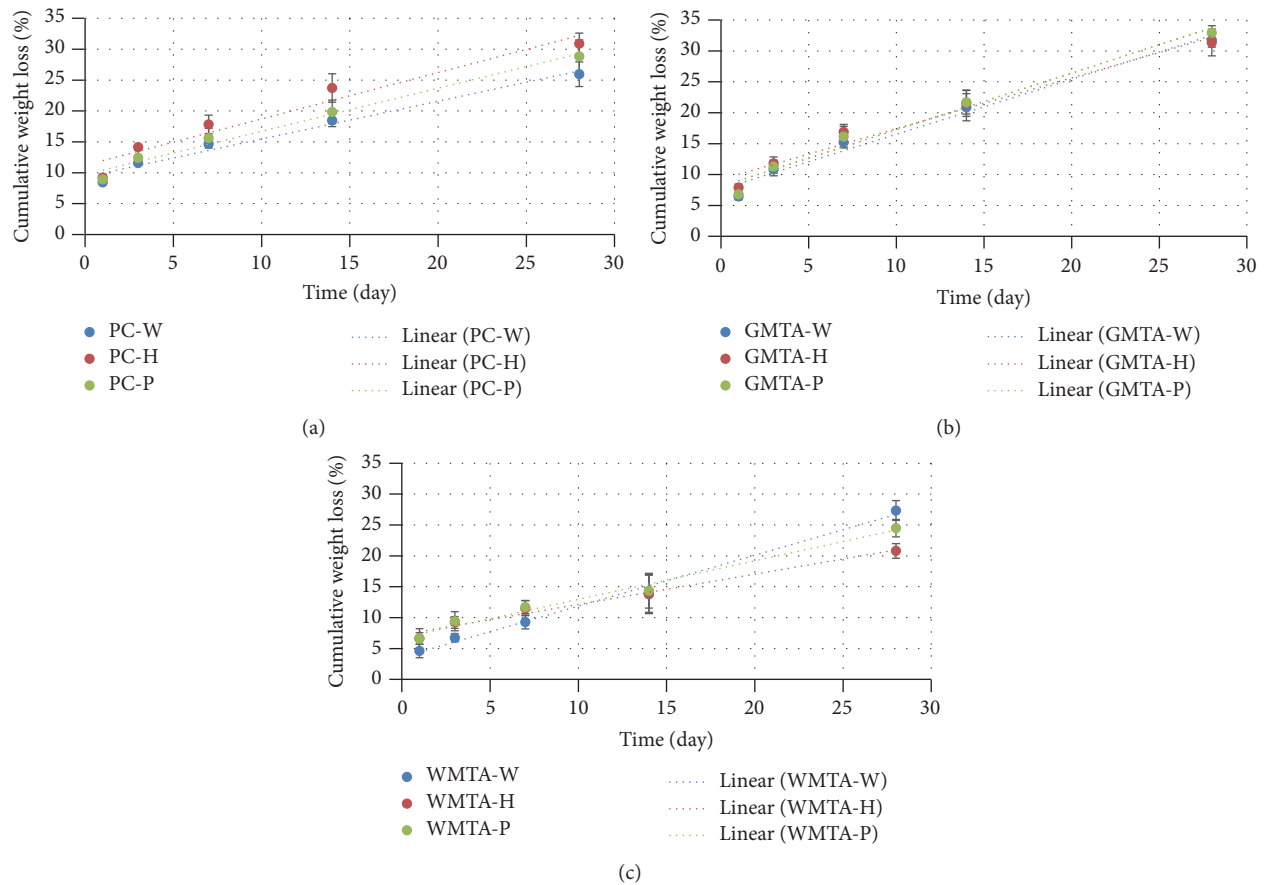 Cumulative weight loss (%)
35
30
25
20
15
10
5
0
0 5 10 15 20 25 30
Time (day)
PC-W
PC-H
PC-P
Linear (PC-W)
Linear (PC-H)
Linear (PC-P)
(a)
Cumulative weight loss (%)
35
30
25
20
15
10
5
0
0 5 10 15 20 25 30
Time (day)
GMTA-W
GMTA-H
GMTA-P
Linear (GMTA-W)
Linear (GMTA-H)
Linear (GMTA-P)
(b)
Cumulative weight loss (%)
35
30
25
20
15
10
5
0
0 5 10 15 20 25 30
Time (day)
WMTA-W
WMTA-H
WMTA-P
Linear (WMTA-W)
Linear (WMTA-H)
Linear (WMTA-P)
(c)